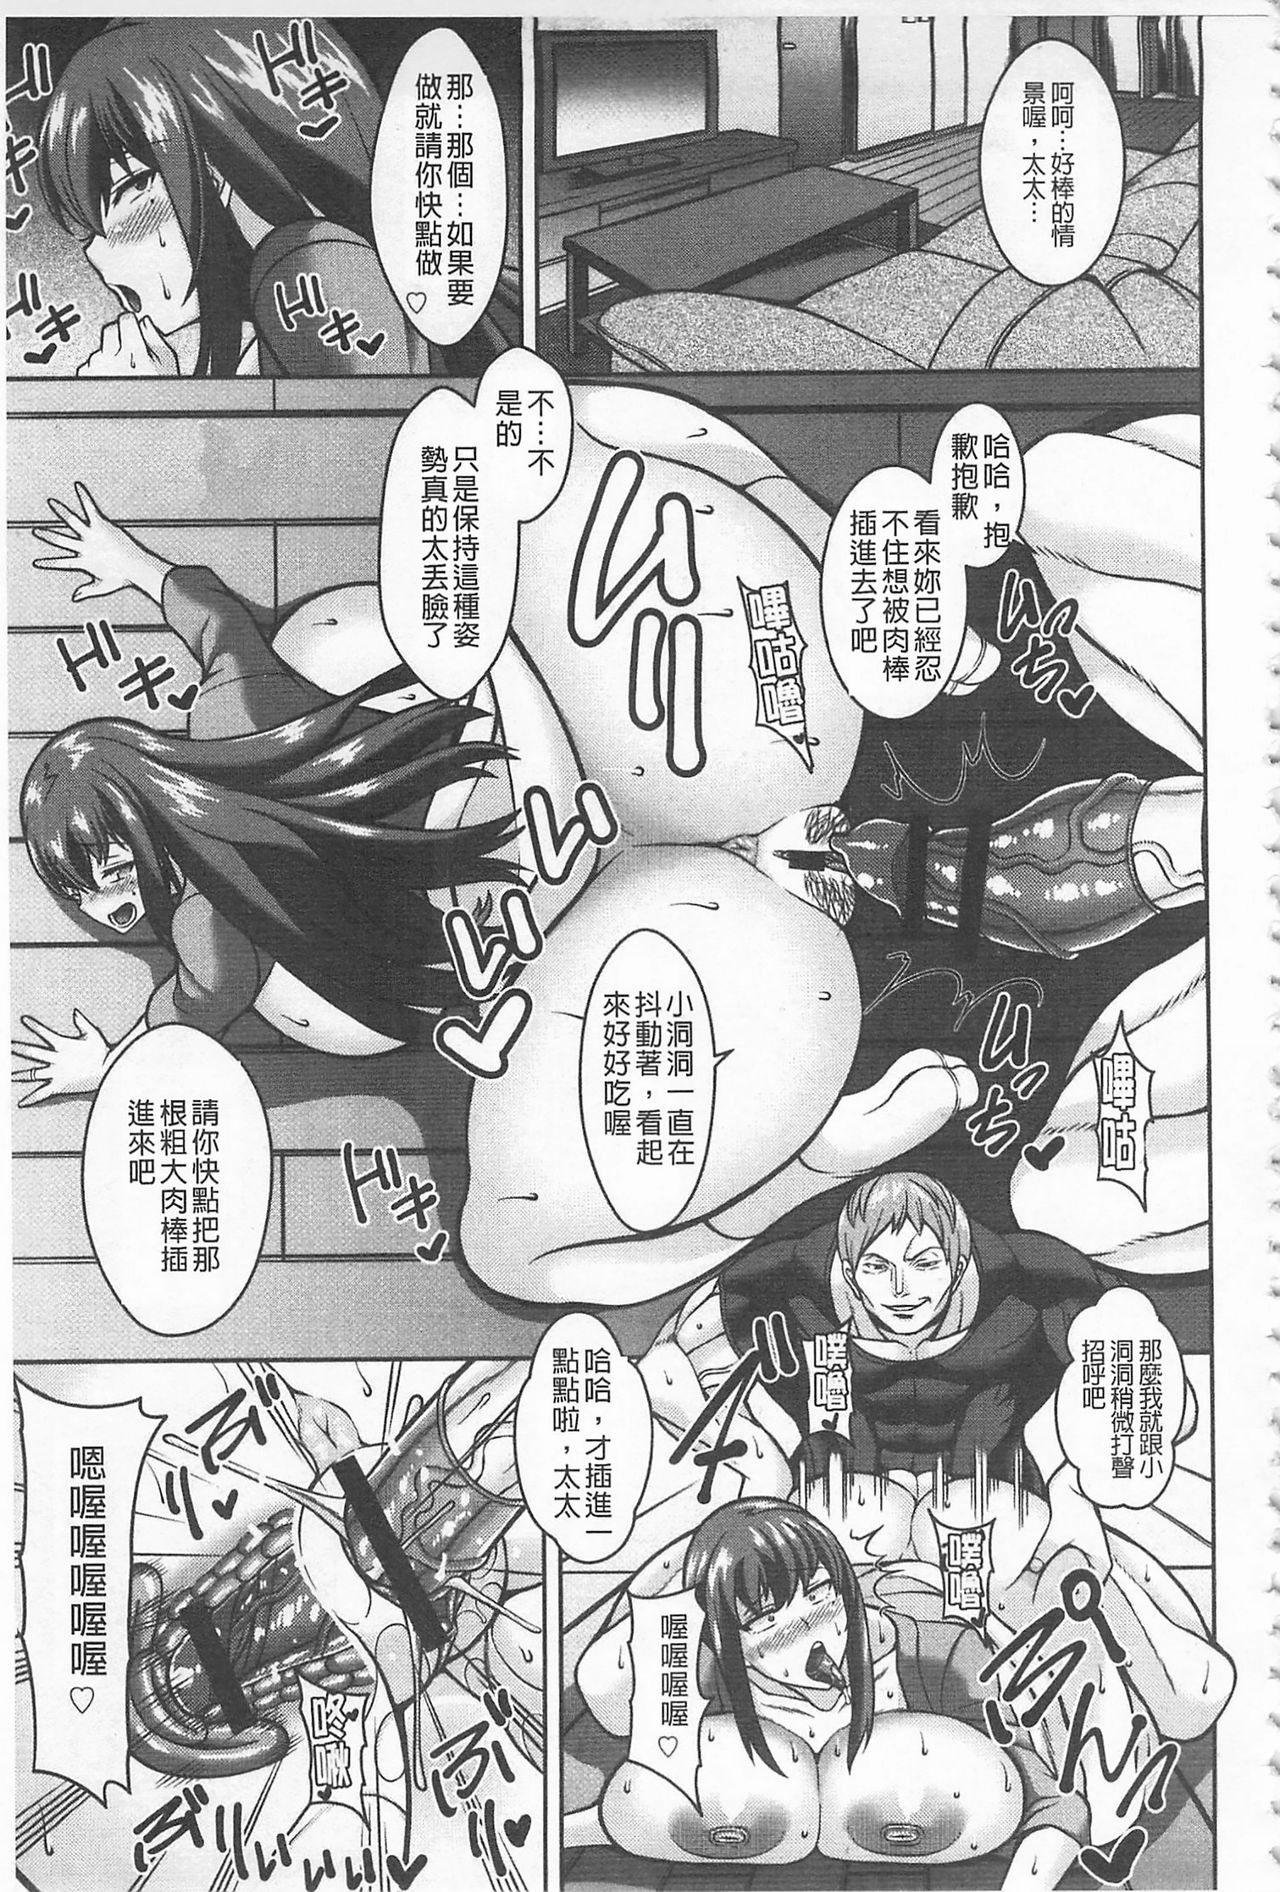 呵呵…好棒的情
景喔，太太…
那…那個…如果要
做就請你快點做♡
ドキ
ドキ
哈哈，抱
歉抱歉
看來妳已經忍
不住想被肉棒
插進去了吧
不…不
是的
只是保持這種姿
勢真的太丟臉了
嗶咕嚕
嗶咕
ドキ
ドキ
小洞洞一直在
抖動著，看起
來好好吃喔
請你快點把那
根粗大肉棒插
進來吧
那麼我就跟小
洞洞稍微打聲
招呼吧
噗嚕
噗嚕
喔喔喔喔♡
哈哈，才插進一
點點啦，太太
嗯喔喔喔喔喔♡